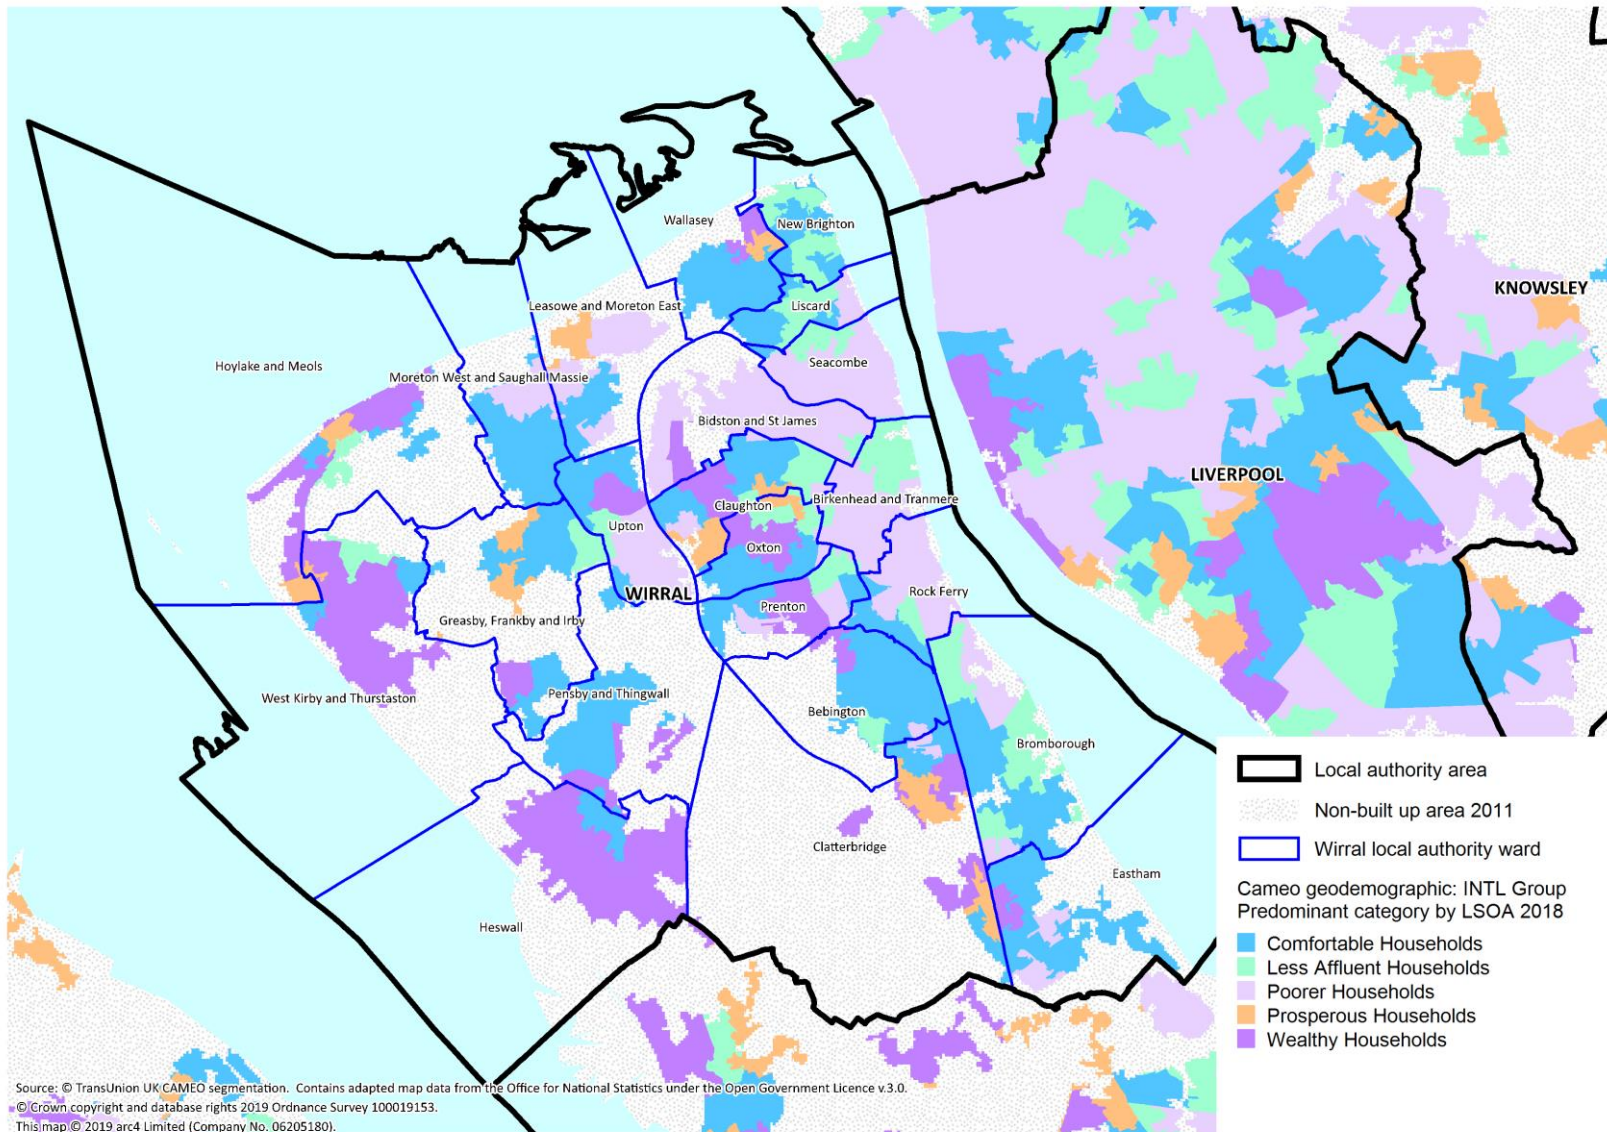 Wallasey
New Brighton
Leasowe and Moreton East
Liscard
KNOWSLEY
Hoylake and Meols
Seacombe
Moreton West and Saughall Massie
Bidston and St James
LIVERPOOL
Claughton
Birkenhead and Tranmere
Upton
Oxton
WIRRAL
Rock Ferry
Prenton
Greasby, Frankby and Irby
West Kirby and Thurstaston
Pensby and Thingwall
Bebington
Bromborough
Clatterbridge
Eastham
Heswall
Local authority area
Non-built up area 2011
Wirral local authority ward
Cameo geodemographic: INTL Group
Predominant category by LSOA 2018
Comfortable Households
Less Affluent Households
Poorer Households
Prosperous Households
Wealthy Households
Source: © TransUnion UK CAMEO segmentation. Contains adapted map data from the Office for National Statistics under the Open Government Licence v.3.0.
© Crown copyright and database rights 2019 Ordnance Survey 100019153.
This map © 2019 arc4 Limited (Company No. 06205180).